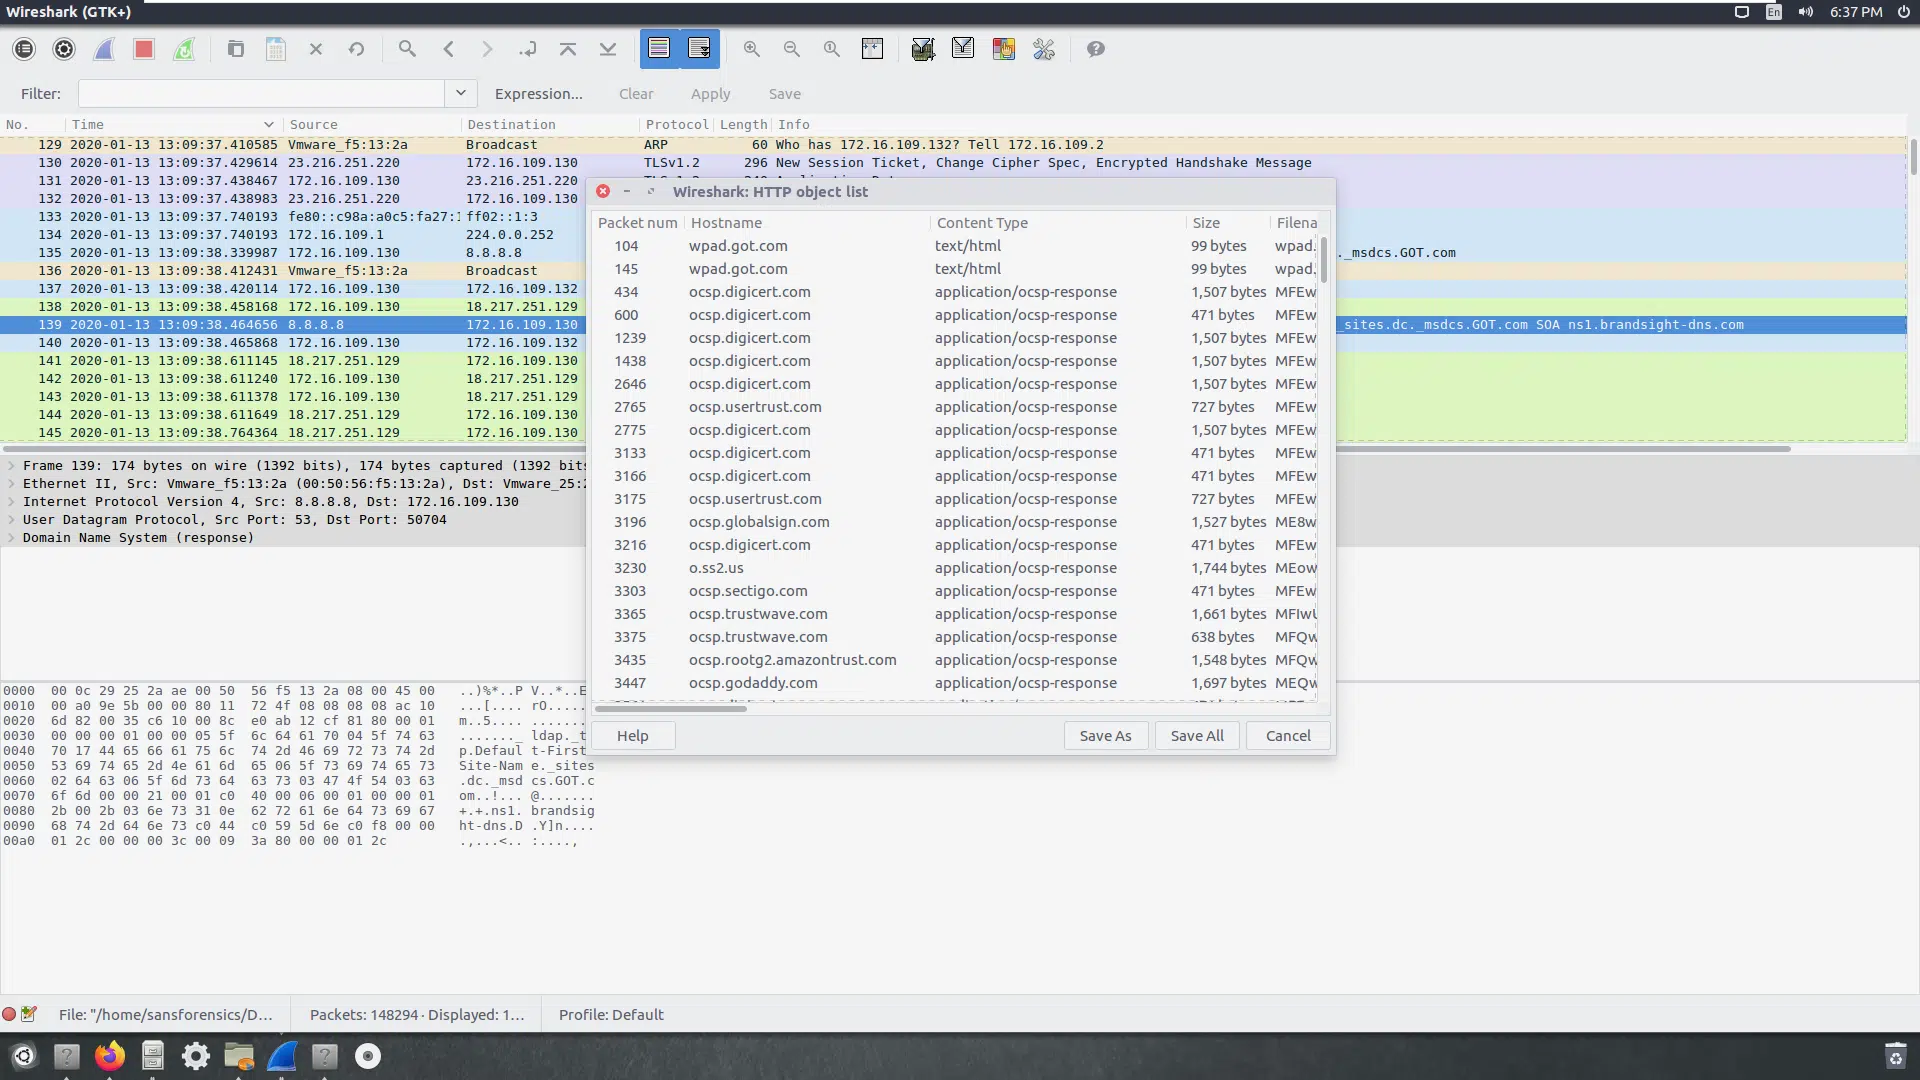 Wireshark (GTK+)
En
6:37 PM
Filter:
Expression...
Clear
Apply
Save
No. Time Source Destination Protocol Length Info
129 2020-01-13 13:09:37.410585 Vmware_f5:13:2a Broadcast ARP 60 Who has 172.16.109.132? Tell 172.16.109.2
130 2020-01-13 13:09:37.429614 23.216.251.220 172.16.109.130 TLSv1.2 296 New Session Ticket, Change Cipher Spec, Encrypted Handshake Message
131 2020-01-13 13:09:37.438467 172.16.109.130 23.216.251.220
132 2020-01-13 13:09:37.438983 23.216.251.220 172.16.109.130
133 2020-01-13 13:09:37.740193 fe80::c98a:a0c5:fa27:1 ff02::1:3
134 2020-01-13 13:09:37.740193 172.16.109.1 224.0.0.252
135 2020-01-13 13:09:38.339987 172.16.109.130 8.8.8.8 ._msdcs.GOT.com
136 2020-01-13 13:09:38.412431 Vmware_f5:13:2a Broadcast
137 2020-01-13 13:09:38.420114 172.16.109.130 172.16.109.132
138 2020-01-13 13:09:38.458168 172.16.109.130 18.217.251.129
139 2020-01-13 13:09:38.464656 8.8.8.8 172.16.109.130 _sites.dc._msdcs.GOT.com SOA ns1.brandsight-dns.com
140 2020-01-13 13:09:38.465868 172.16.109.130 172.16.109.132
141 2020-01-13 13:09:38.611145 18.217.251.129 172.16.109.130
142 2020-01-13 13:09:38.611240 172.16.109.130 18.217.251.129
143 2020-01-13 13:09:38.611378 172.16.109.130 18.217.251.129
144 2020-01-13 13:09:38.611649 18.217.251.129 172.16.109.130
145 2020-01-13 13:09:38.764364 18.217.251.129 172.16.109.130
Wireshark: HTTP object list
Packet num Hostname Content Type Size Filena
104 wpad.got.com text/html 99 bytes wpad.
145 wpad.got.com text/html 99 bytes wpad.
434 ocsp.digicert.com application/ocsp-response 1,507 bytes MFEw
600 ocsp.digicert.com application/ocsp-response 471 bytes MFEw
1239 ocsp.digicert.com application/ocsp-response 1,507 bytes MFEw
1438 ocsp.digicert.com application/ocsp-response 1,507 bytes MFEw
2646 ocsp.digicert.com application/ocsp-response 1,507 bytes MFEw
2765 ocsp.usertrust.com application/ocsp-response 727 bytes MFEw
2775 ocsp.digicert.com application/ocsp-response 1,507 bytes MFEw
3133 ocsp.digicert.com application/ocsp-response 471 bytes MFEw
3166 ocsp.digicert.com application/ocsp-response 471 bytes MFEw
3175 ocsp.usertrust.com application/ocsp-response 727 bytes MFEw
3196 ocsp.globalsign.com application/ocsp-response 1,527 bytes ME8w
3216 ocsp.digicert.com application/ocsp-response 471 bytes MFEw
3230 o.ss2.us application/ocsp-response 1,744 bytes MEow
3303 ocsp.sectigo.com application/ocsp-response 471 bytes MFEw
3365 ocsp.trustwave.com application/ocsp-response 1,661 bytes MFIwU
3375 ocsp.trustwave.com application/ocsp-response 638 bytes MFQw
3435 ocsp.rootg2.amazontrust.com application/ocsp-response 1,548 bytes MFQw
3447 ocsp.godaddy.com application/ocsp-response 1,697 bytes MEQw
Help
Save As
Save All
Cancel
Frame 139: 174 bytes on wire (1392 bits), 174 bytes captured (1392 bits
Ethernet II, Src: Vmware_f5:13:2a (00:50:56:f5:13:2a), Dst: Vmware_25:2
Internet Protocol Version 4, Src: 8.8.8.8, Dst: 172.16.109.130
User Datagram Protocol, Src Port: 53, Dst Port: 50704
Domain Name System (response)
0000 00 0c 29 25 2a ae 00 50 56 f5 13 2a 08 00 45 00 ..)%*..P V..*..E.
0010 00 a0 9e 5b 00 00 80 11 72 4f 08 08 08 08 ac 10 ...[.... rO......
0020 6d 82 00 35 c6 10 00 8c e0 ab 12 cf 81 80 00 01 m..5.... ........
0030 00 00 00 01 00 00 05 5f 6c 64 61 70 04 5f 74 63 ......._ ldap._tc
0040 70 17 44 65 66 61 75 6c 74 2d 46 69 72 73 74 2d p.Defaul t-First-
0050 53 69 74 65 2d 4e 61 6d 65 06 5f 73 69 74 65 73 Site-Nam e._sites
0060 02 64 63 06 5f 6d 73 64 63 73 03 47 4f 54 03 63 .dc._msd cs.GOT.c
0070 6f 6d 00 00 21 00 01 c0 40 00 06 00 01 00 00 01 om..!... @.......
0080 2b 00 2b 03 6e 73 31 0e 62 72 61 6e 64 73 69 67 +.+.ns1. brandsig
0090 68 74 2d 64 6e 73 c0 44 c0 59 5d 6e c0 f8 00 00 ht-dns.D .Y]n....
00a0 01 2c 00 00 00 3c 00 09 3a 80 00 00 01 2c .,...<.. :....,
File: "/home/sansforensics/D...
Packets: 148294 · Displayed: 1...
Profile: Default